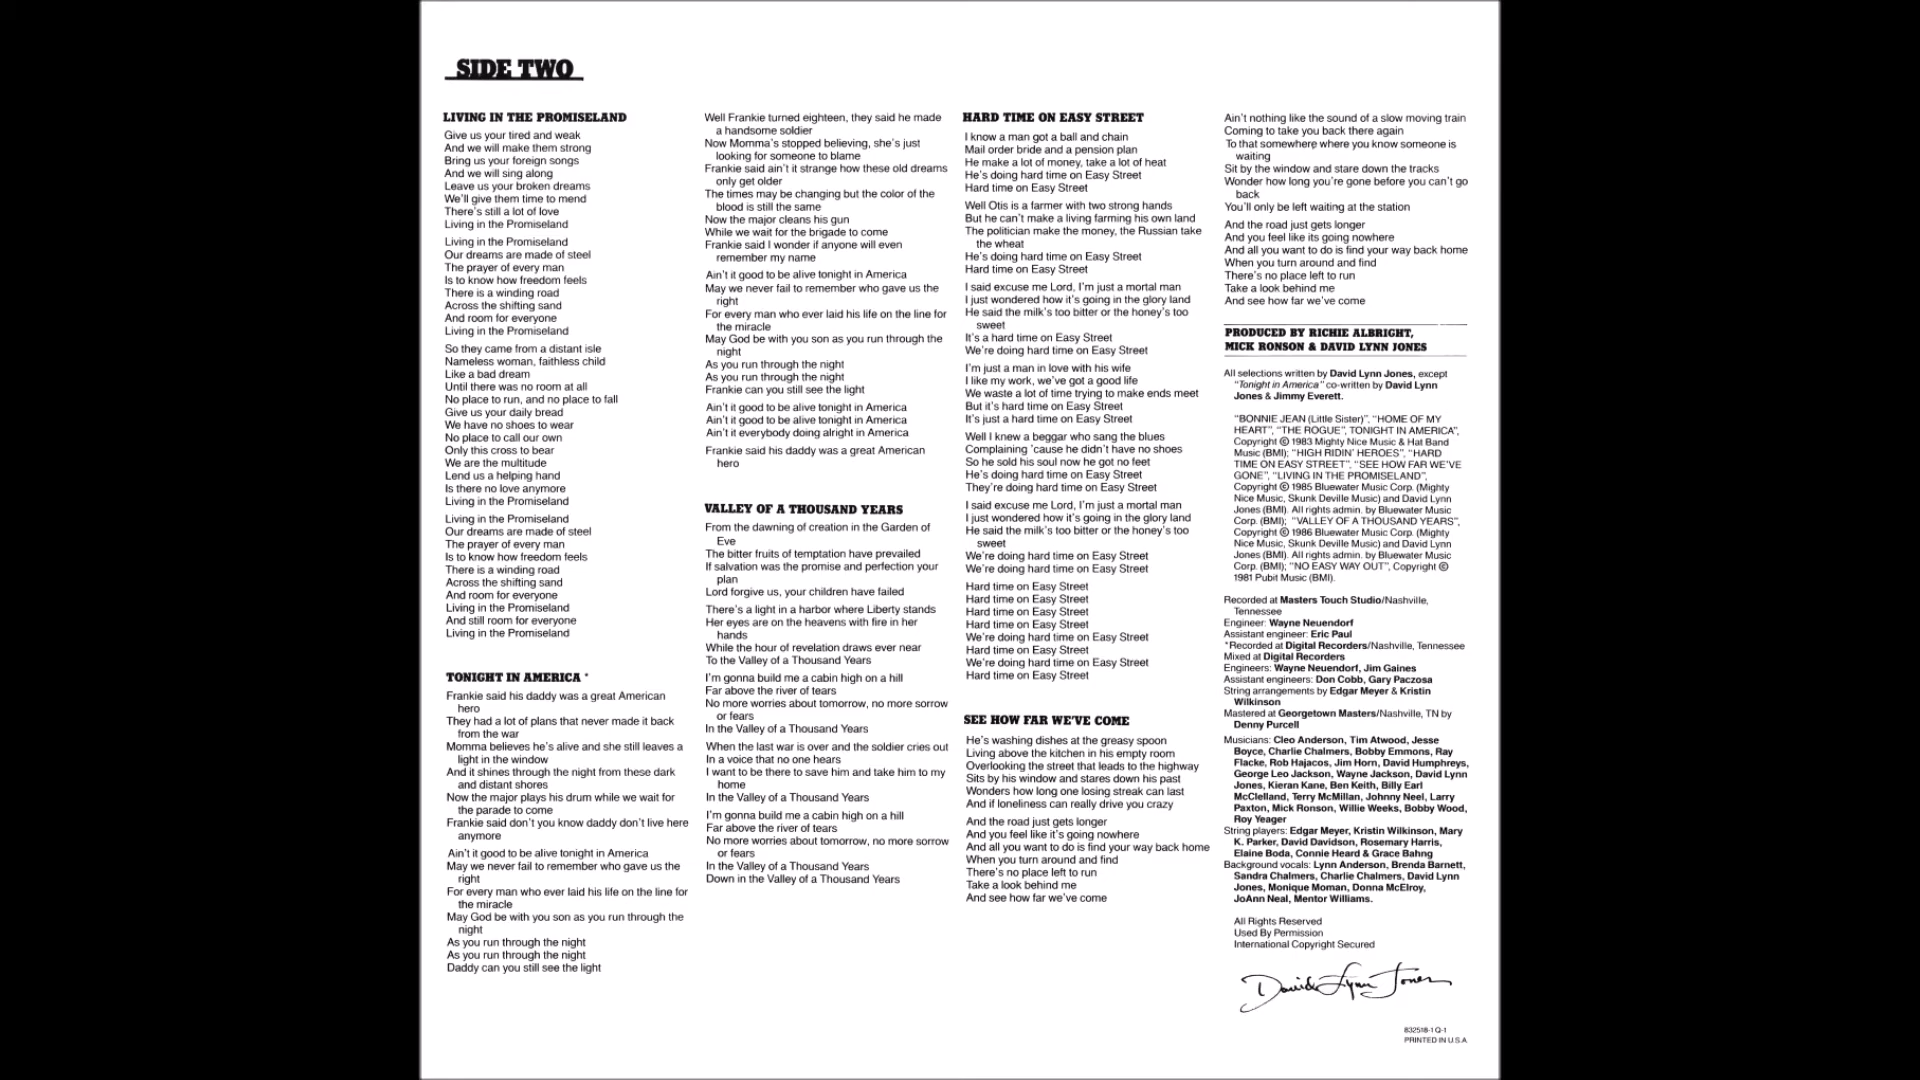 SIDE TWO
LIVING IN THE PROMISELAND
Give us your tired and weak
And we will make them strong
Bring us your foreign songs
And we will sing along
Leave us your broken dreams
We'll give them time to mend
There's still a lot of love
Living in the Promiseland
Living in the Promiseland
Our dreams are made of steel
The prayer of every man
Is to know how freedom feels
There is a winding road
Across the shifting sand
And room for everyone
Living in the Promiseland
So they came from a distant isle
Nameless woman, faithless child
Like a bad dream
Until there was no room at all
No place to run, and no place to fall
Give us your daily bread
We have no shoes to wear
No place to call our own
Only this cross to bear
We are the multitude
Lend us a helping hand
Is there no love anymore
Living in the Promiseland
Living in the Promiseland
Our dreams are made of steel
The prayer of every man
Is to know how freedom feels
There is a winding road
Across the shifting sand
And room for everyone
Living in the Promiseland
And still room for everyone
Living in the Promiseland
TONIGHT IN AMERICA *
Frankie said his daddy was a great American
hero
They had a lot of plans that never made it back
from the war
Momma believes he's alive and she still leaves a
light in the window
And it shines through the night from these dark
and distant shores
Now the major plays his drum while we wait for
the parade to come
Frankie said don't you know daddy don't live here
anymore
Ain't it good to be alive tonight in America
May we never fail to remember who gave us the
right
For every man who ever laid his life on the line for
the miracle
May God be with you son as you run through the
night
As you run through the night
As you run through the night
Daddy can you still see the light
Well Frankie turned eighteen, they said he made
a handsome soldier
Now Momma's stopped believing, she's just
looking for someone to blame
Frankie said ain't it strange how these old dreams
only get older
The times may be changing but the color of the
blood is still the same
Now the major cleans his gun
While we wait for the brigade to come
Frankie said I wonder if anyone will even
remember my name
Ain't it good to be alive tonight in America
May we never fail to remember who gave us the
right
For every man who ever laid his life on the line for
the miracle
May God be with you son as you run through the
night
As you run through the night
As you run through the night
Frankie can you still see the light
Ain't it good to be alive tonight in America
Ain't it good to be alive tonight in America
Ain't it everybody doing alright in America
Frankie said his daddy was a great American
hero
VALLEY OF A THOUSAND YEARS
From the dawning of creation in the Garden of
Eve
The bitter fruits of temptation have prevailed
If salvation was the promise and perfection your
plan
Lord forgive us, your children have failed
There's a light in a harbor where Liberty stands
Her eyes are on the heavens with fire in her
hands
While the hour of revelation draws ever near
To the Valley of a Thousand Years
I'm gonna build me a cabin high on a hill
Far above the river of tears
No more worries about tomorrow, no more sorrow
or fears
In the Valley of a Thousand Years
When the last war is over and the soldier cries out
In a voice that no one hears
I want to be there to save him and take him to my
home
In the Valley of a Thousand Years
I'm gonna build me a cabin high on a hill
Far above the river of tears
No more worries about tomorrow, no more sorrow
or fears
In the Valley of a Thousand Years
Down in the Valley of a Thousand Years
HARD TIME ON EASY STREET
I know a man got a ball and chain
Mail order bride and a pension plan
He make a lot of money, take a lot of heat
He's doing hard time on Easy Street
Hard time on Easy Street
Well Otis is a farmer with two strong hands
But he can't make a living farming his own land
The politician make the money, the Russian take
the wheat
He's doing hard time on Easy Street
Hard time on Easy Street
I said excuse me Lord, I'm just a mortal man
I just wondered how it's going in the glory land
He said the milk's too bitter or the honey's too
sweet
It's a hard time on Easy Street
We're doing hard time on Easy Street
I'm just a man in love with his wife
I like my work, we've got a good life
We waste a lot of time trying to make ends meet
But it's hard time on Easy Street
It's just a hard time on Easy Street
Well I knew a beggar who sang the blues
Complaining 'cause he didn't have no shoes
So he sold his soul now he got no feet
He's doing hard time on Easy Street
They're doing hard time on Easy Street
I said excuse me Lord, I'm just a mortal man
I just wondered how it's going in the glory land
He said the milk's too bitter or the honey's too
sweet
We're doing hard time on Easy Street
We're doing hard time on Easy Street
Hard time on Easy Street
Hard time on Easy Street
Hard time on Easy Street
Hard time on Easy Street
We're doing hard time on Easy Street
Hard time on Easy Street
We're doing hard time on Easy Street
Hard time on Easy Street
SEE HOW FAR WE'VE COME
He's washing dishes at the greasy spoon
Living above the kitchen in his empty room
Overlooking the street that leads to the highway
Sits by his window and stares down his past
Wonders how long one losing streak can last
And if loneliness can really drive you crazy
And the road just gets longer
And you feel like it's going nowhere
And all you want to do is find your way back home
When you turn around and find
There's no place left to run
Take a look behind me
And see how far we've come
Ain't nothing like the sound of a slow moving train
Coming to take you back there again
To that somewhere where you know someone is
waiting
Sit by the window and stare down the tracks
Wonder how long you're gone before you can't go
back
You'll only be left waiting at the station
And the road just gets longer
And you feel like its going nowhere
And all you want to do is find your way back home
When you turn around and find
There's no place left to run
Take a look behind me
And see how far we've come
PRODUCED BY RICHIE ALBRIGHT,
MICK RONSON & DAVID LYNN JONES
All selections written by David Lynn Jones, except
"Tonight in America" co-written by David Lynn
Jones & Jimmy Everett.
"BONNIE JEAN (Little Sister)", "HOME OF MY
HEART", "THE ROGUE", TONIGHT IN AMERICA",
Copyright © 1983 Mighty Nice Music & Hat Band
Music (BMI); "HIGH RIDIN' HEROES", "HARD
TIME ON EASY STREET", "SEE HOW FAR WE'VE
GONE", "LIVING IN THE PROMISELAND",
Copyright © 1985 Bluewater Music Corp. (Mighty
Nice Music, Skunk Deville Music) and David Lynn
Jones (BMI). All rights admin. by Bluewater Music
Corp. (BMI); "VALLEY OF A THOUSAND YEARS",
Copyright © 1986 Bluewater Music Corp. (Mighty
Nice Music, Skunk Deville Music) and David Lynn
Jones (BMI). All rights admin. by Bluewater Music
Corp. (BMI); "NO EASY WAY OUT", Copyright ©
1981 Pubit Music (BMI).
Recorded at Masters Touch Studio/Nashville,
Tennessee
Engineer: Wayne Neuendorf
Assistant engineer: Eric Paul
*Recorded at Digital Recorders/Nashville, Tennessee
Mixed at Digital Recorders
Engineers: Wayne Neuendorf, Jim Gaines
Assistant engineers: Don Cobb, Gary Paczosa
String arrangements by Edgar Meyer & Kristin
Wilkinson
Mastered at Georgetown Masters/Nashville, TN by
Denny Purcell
Musicians: Cleo Anderson, Tim Atwood, Jesse
Boyce, Charlie Chalmers, Bobby Emmons, Ray
Flacke, Rob Hajacos, Jim Horn, David Humphreys,
George Leo Jackson, Wayne Jackson, David Lynn
Jones, Kieran Kane, Ben Keith, Billy Earl
McClelland, Terry McMillan, Johnny Neel, Larry
Paxton, Mick Ronson, Willie Weeks, Bobby Wood,
Roy Yeager
String players: Edgar Meyer, Kristin Wilkinson, Mary
K. Parker, David Davidson, Rosemary Harris,
Elaine Boda, Connie Heard & Grace Bahng
Background vocals: Lynn Anderson, Brenda Barnett,
Sandra Chalmers, Charlie Chalmers, David Lynn
Jones, Monique Moman, Donna McElroy,
JoAnn Neal, Mentor Williams.
All Rights Reserved
Used By Permission
International Copyright Secured
David Lynn Jones
832518-1 Q-1
PRINTED IN U.S.A